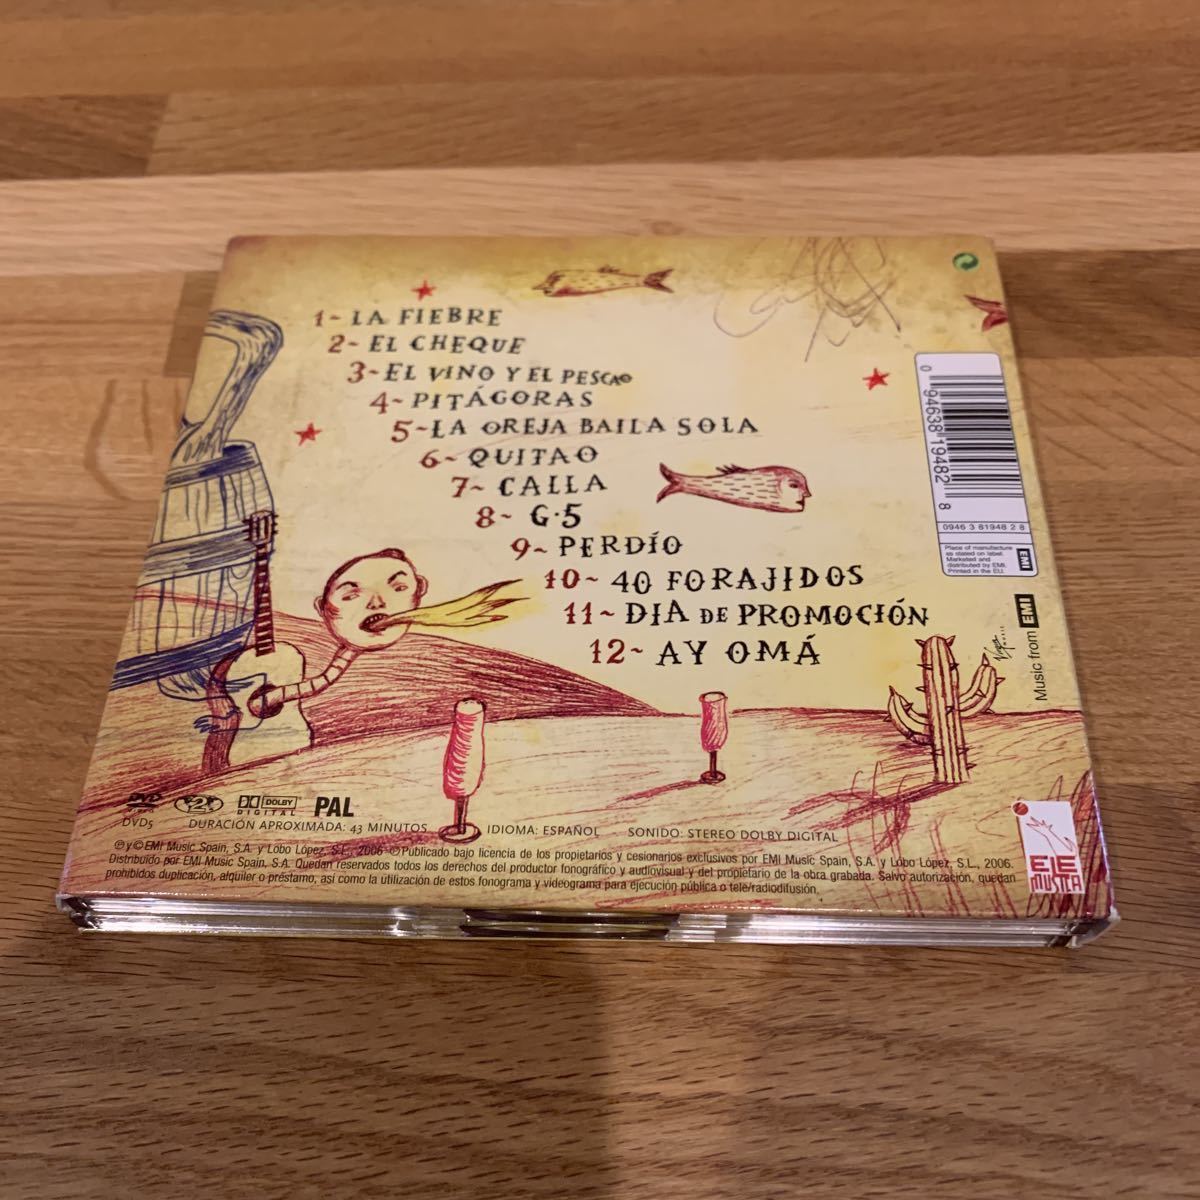 1~ LA FIEBRE
2~ EL CHEQUE
3~ EL VINO Y EL PESCAO
4~ PITÁGORAS
5~ LA OREJA BAILA SOLA
6~ QUITAO
7~ CALLA
8~ G·5
9~ PERDÍO
10~ 40 FORAJIDOS
11~ DIA DE PROMOCIÓN
12~ AY OMÁ
0 94638 19482 8
0946 3 81948 2 8
Place of manufacture
as stated on label.
Marketed and
distributed by EMI.
Printed in the EU.
EMI
Virgin
Music from EMI
DVD VIDEO
2
DOLBY
DIGITAL
PAL
DVD5
DURACIÓN APROXIMADA: 43 MINUTOS
IDIOMA: ESPAÑOL
SONIDO: STEREO DOLBY DIGITAL
℗ y © EMI Music Spain, S.A. y Lobo López, S.L., 2006 - © Publicado bajo licencia de los propietarios y cesionarios exclusivos por EMI Music Spain, S.A. y Lobo López, S.L., 2006.
Distribuido por EMI Music Spain, S.A. Quedan reservados todos los derechos del productor fonográfico y audiovisual y del propietario de la obra grabada. Salvo autorización, quedan
prohibidos duplicación, alquiler o préstamo, así como la utilización de estos fonograma y videograma para ejecución pública o tele/radiodifusión.
EJE
MUSICA